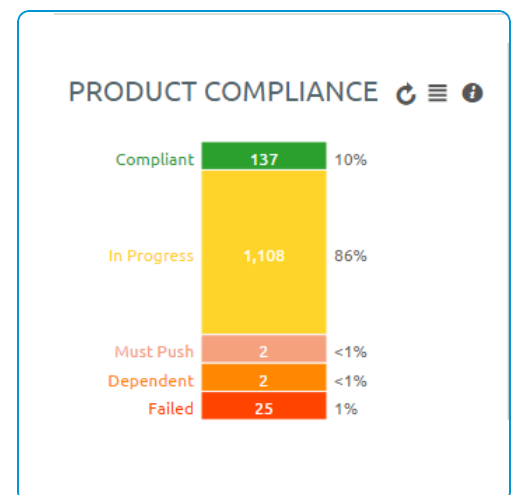 PRODUCT COMPLIANCE
Compliant 137 10%
In Progress 1,108 86%
Must Push 2 <1%
Dependent 2 <1%
Failed 25 1%